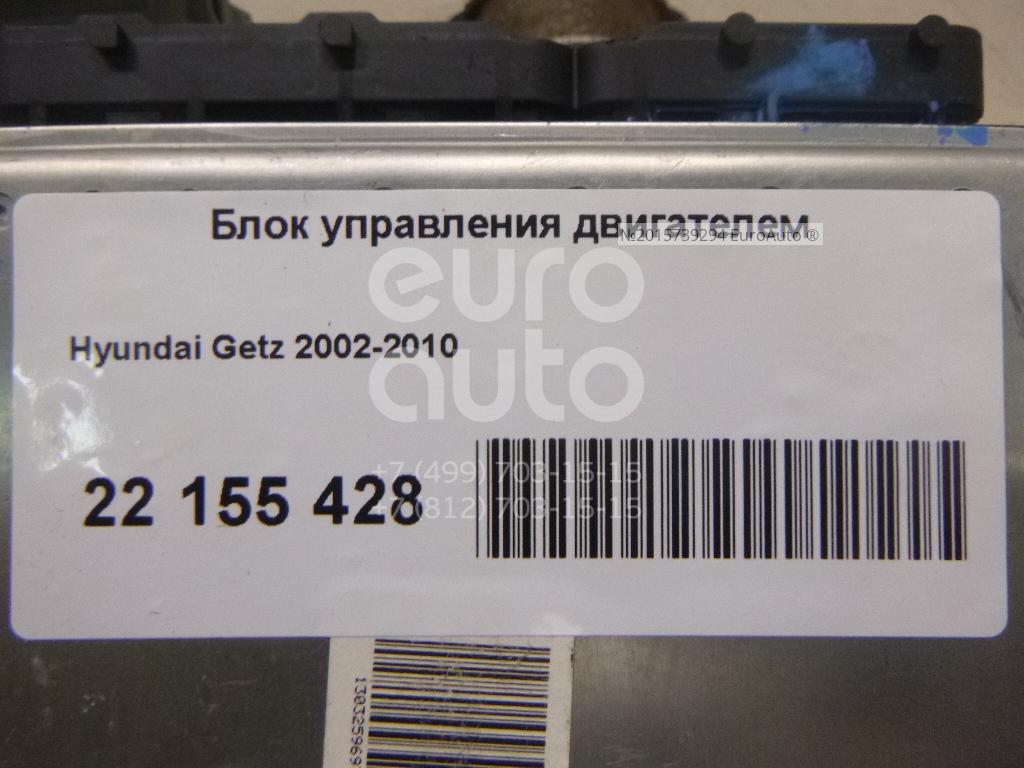 Блок управления двигателем
№2015739294 EuroAuto ®
euro
auto
Hyundai Getz 2002-2010
22 155 428
+7 (499) 703-15-15
+7 (812) 703-15-15